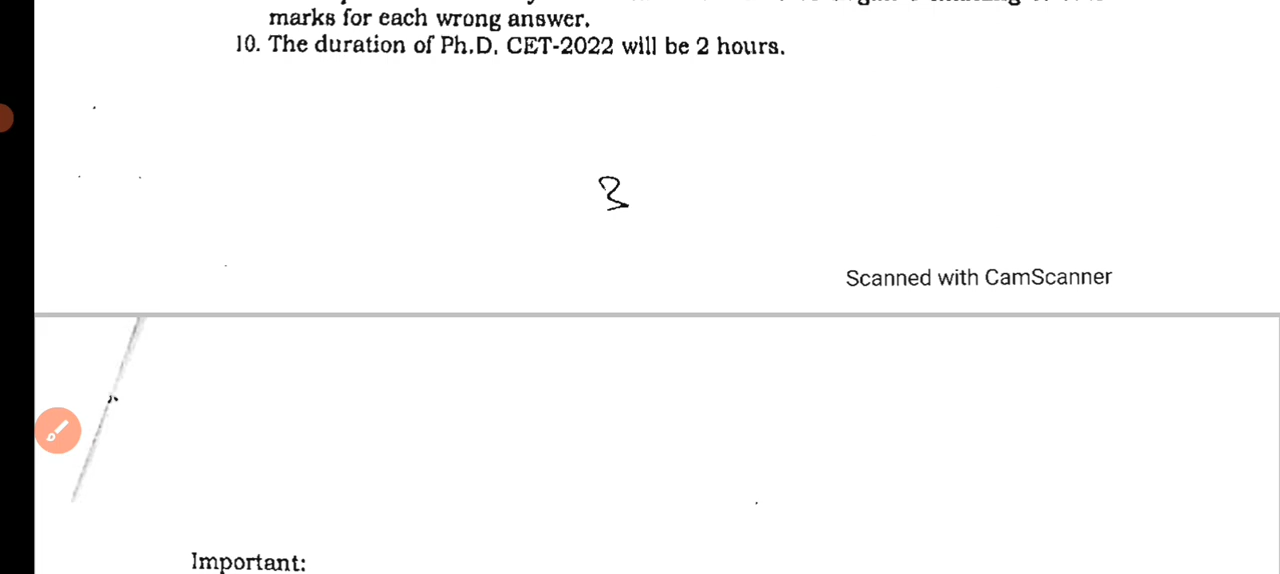 marks for each wrong answer.
10. The duration of Ph.D. CET-2022 will be 2 hours.
3
Scanned with CamScanner
Important: